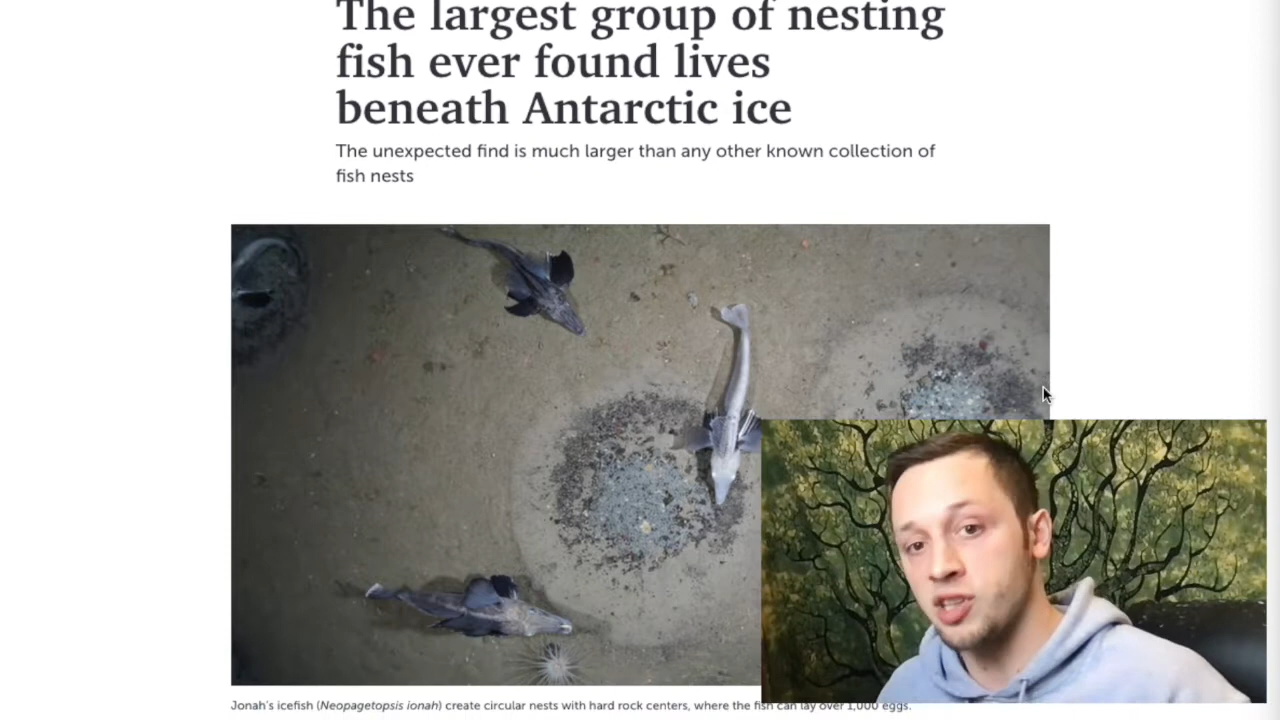 The largest group of nesting
fish ever found lives
beneath Antarctic ice
The unexpected find is much larger than any other known collection of
fish nests
Jonah's icefish (Neopagetopsis ionah) create circular nests with hard rock centers, where the fish can lay over 1,000 eggs.